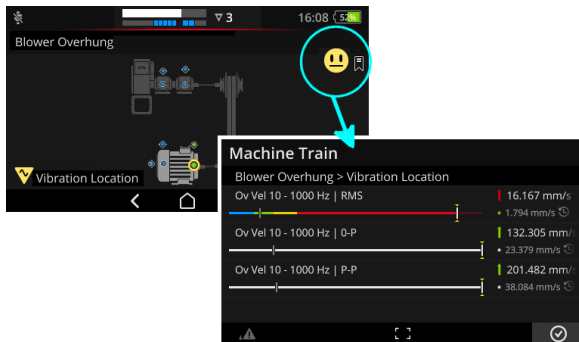 3
16:08
52%
Blower Overhung
Vibration Location
Machine Train
Blower Overhung > Vibration Location
Ov Vel 10 - 1000 Hz | RMS
16.167 mm/s
1.794 mm/s
Ov Vel 10 - 1000 Hz | 0-P
132.305 mm/s
23.379 mm/s
Ov Vel 10 - 1000 Hz | P-P
201.482 mm/s
38.084 mm/s